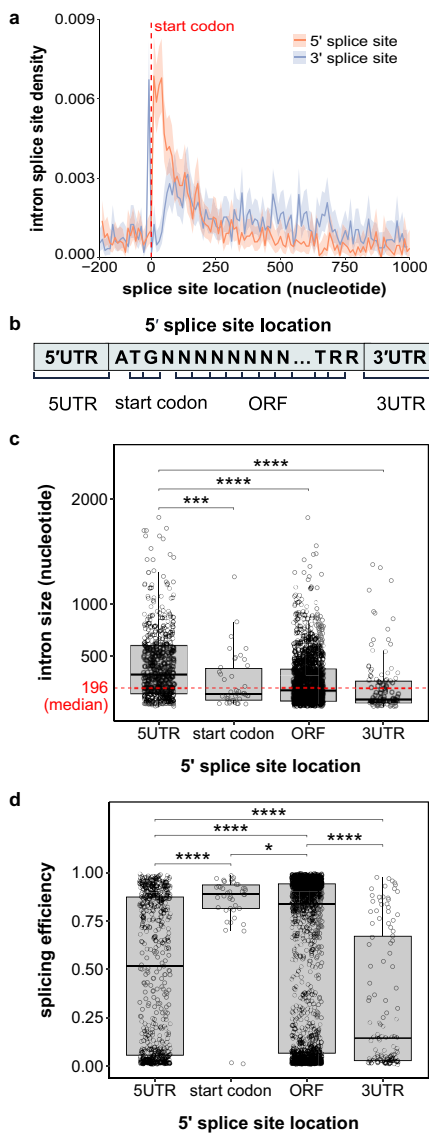 a
start codon
5' splice site
3' splice site
intron splice site density
0.009
0.006
0.003
0.000
−200 0 250 500 750 1000
splice site location (nucleotide)
b
5′ splice site location
5′UTR A T G N N N N N N N N … T R R 3′UTR
5UTR start codon ORF 3UTR
c
intron size (nucleotide)
2000
1000
500
196
(median)
****
****
***
5UTR start codon ORF 3UTR
5' splice site location
d
splicing efficiency
1.00
0.75
0.50
0.25
0.00
****
****
****
****
*
5UTR start codon ORF 3UTR
5' splice site location